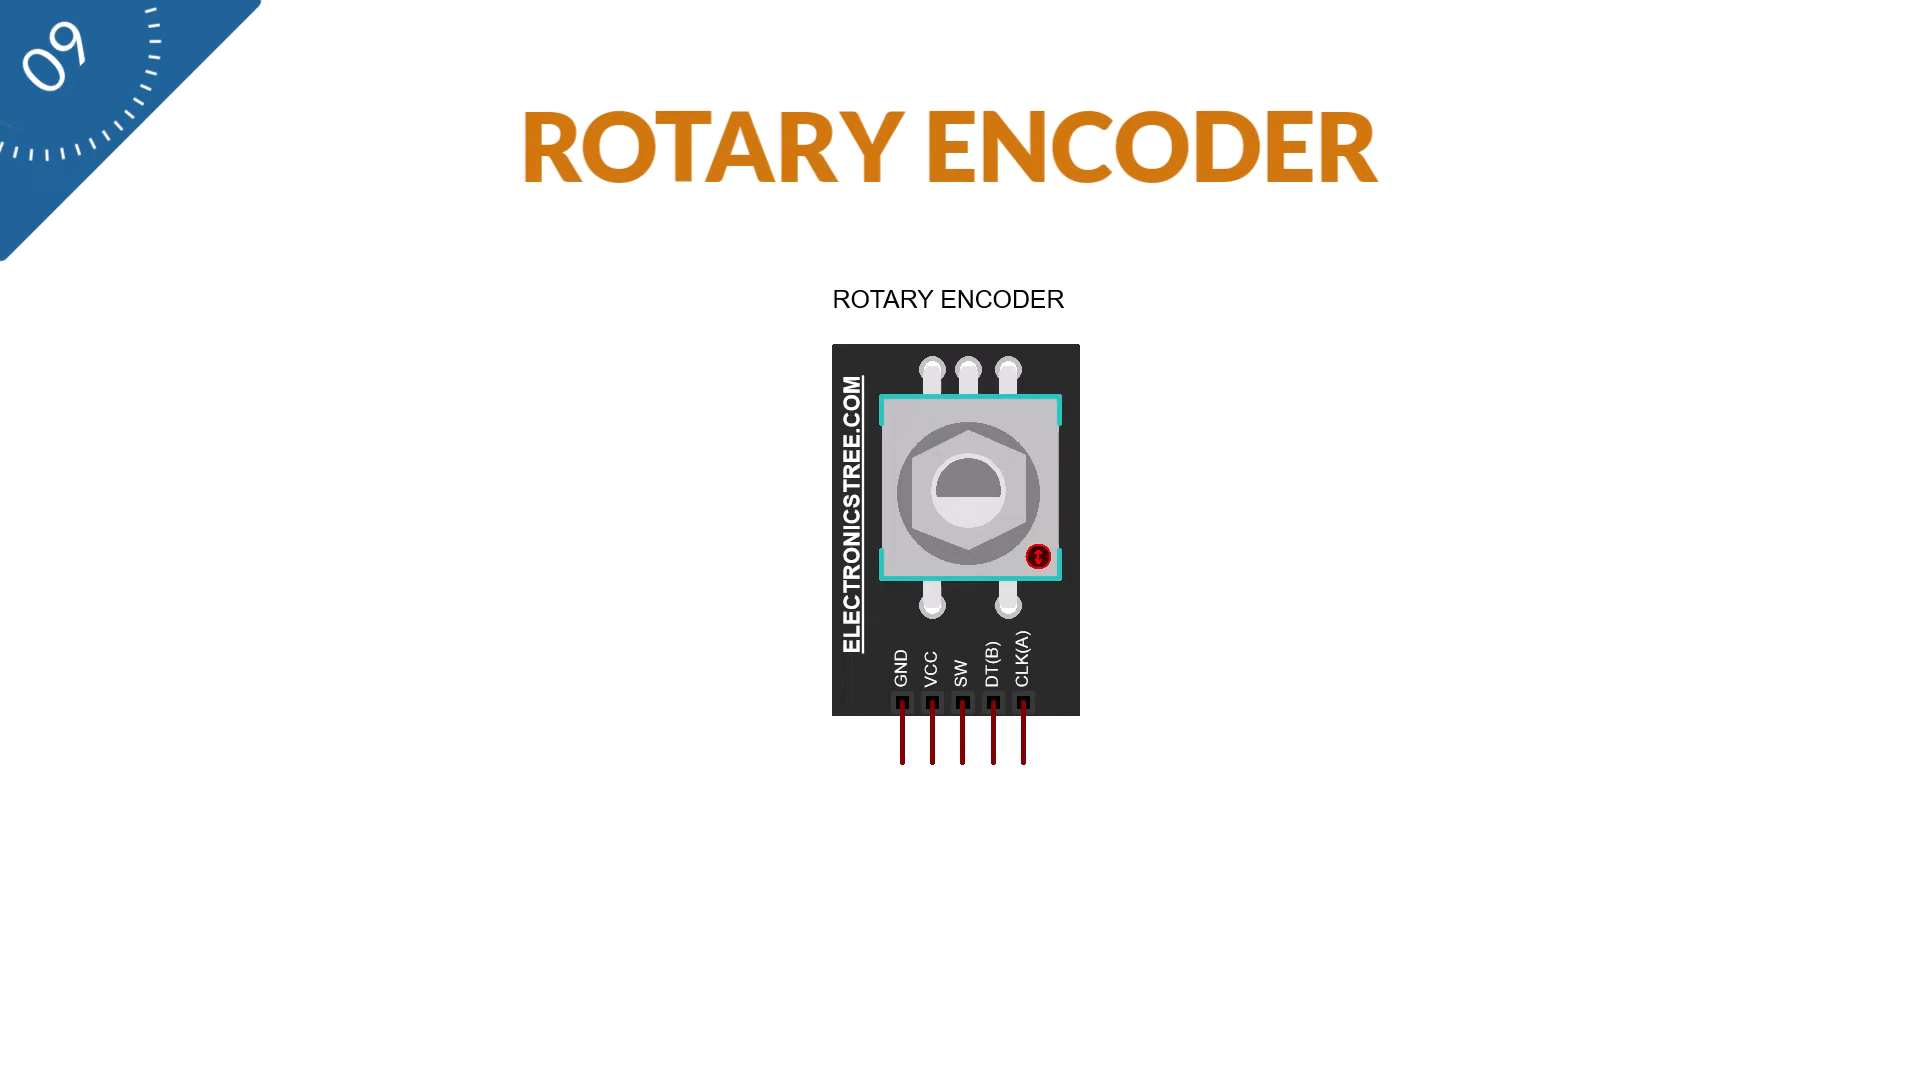 09
ROTARY ENCODER
ROTARY ENCODER
ELECTRONICSTREE.COM
GND
VCC
SW
DT(B)
CLK(A)